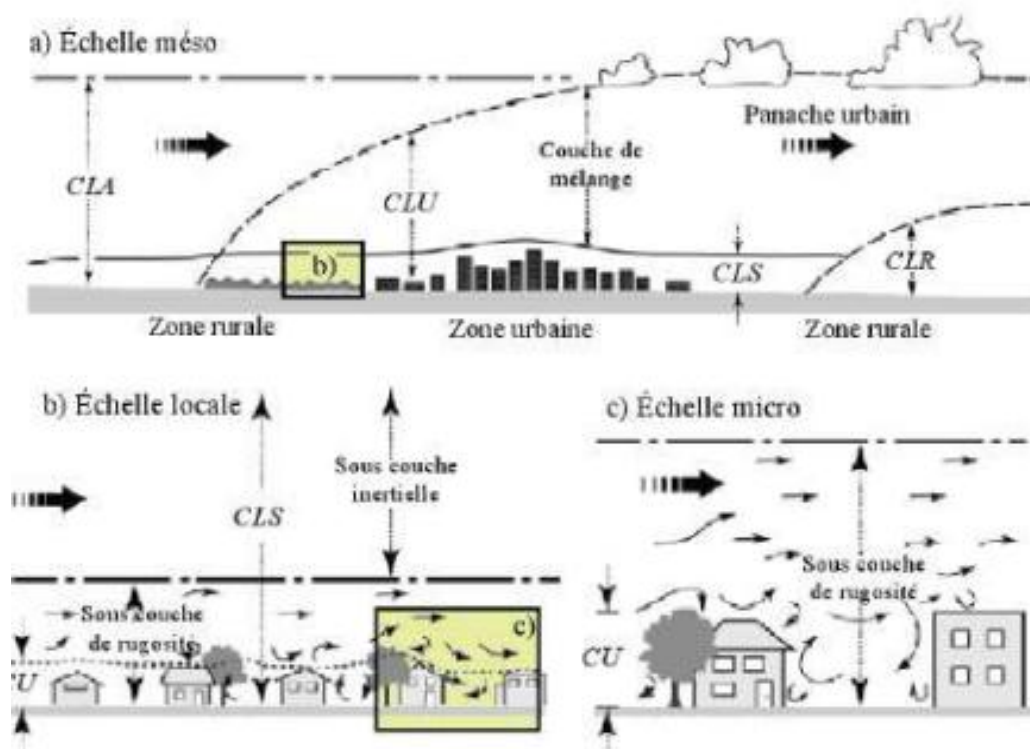 a) Échelle méso
Panache urbain
Couche de
mélange
CLA
CLU
b)
CLS
CLR
Zone rurale
Zone urbaine
Zone rurale
b) Échelle locale
Sous couche
inertielle
CLS
Sous couche
de rugosité
c)
CU
c) Échelle micro
Sous couche
de rugosité
CU